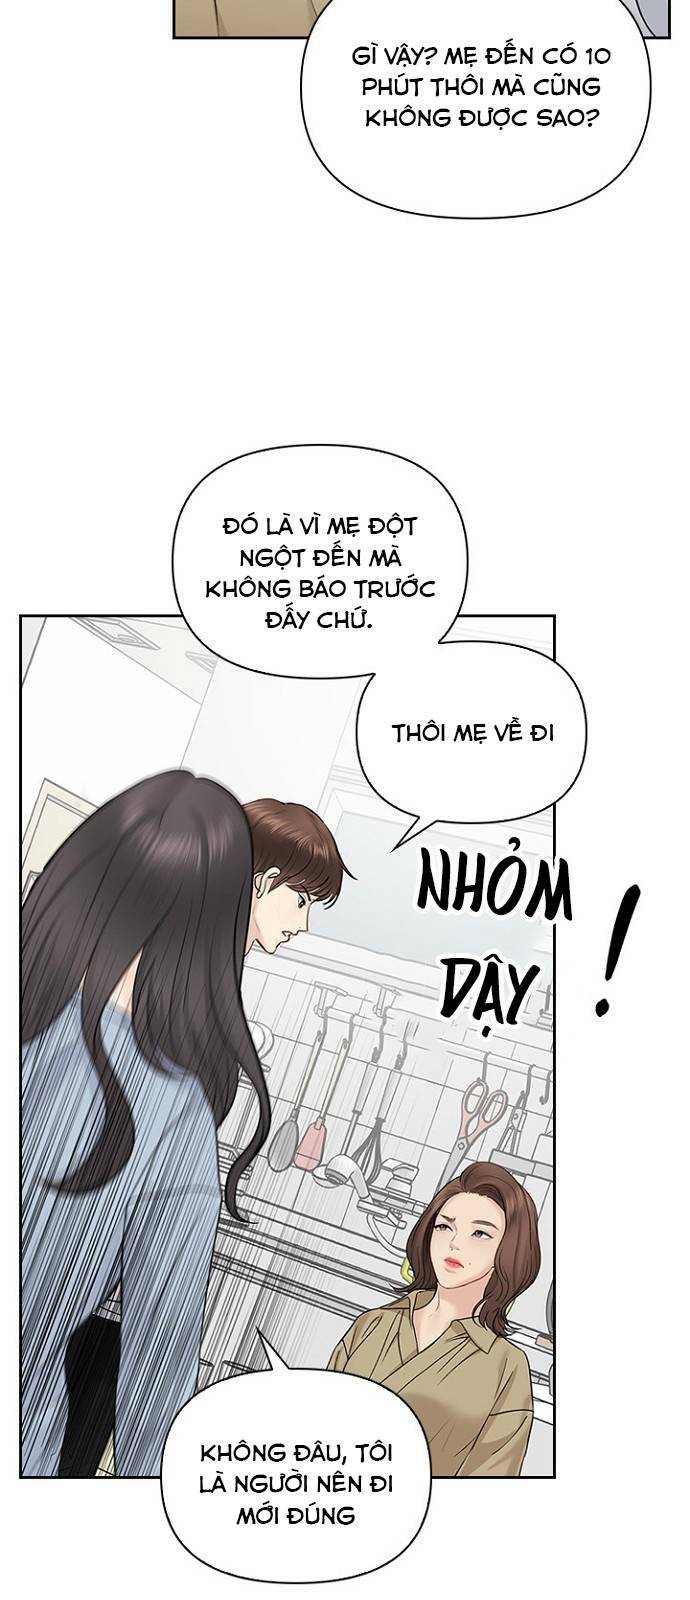 GÌ VẬY? MẸ ĐẾN CÓ 10
PHÚT THÔI MÀ CŨNG
KHÔNG ĐƯỢC SAO?
ĐÓ LÀ VÌ MẸ ĐỘT
NGỘT ĐẾN MÀ
KHÔNG BÁO TRƯỚC
ĐẤY CHỨ.
THÔI MẸ VỀ ĐI
NHỎM
DẬY !
KHÔNG ĐÂU, TÔI
LÀ NGƯỜI NÊN ĐI
MỚI ĐÚNG